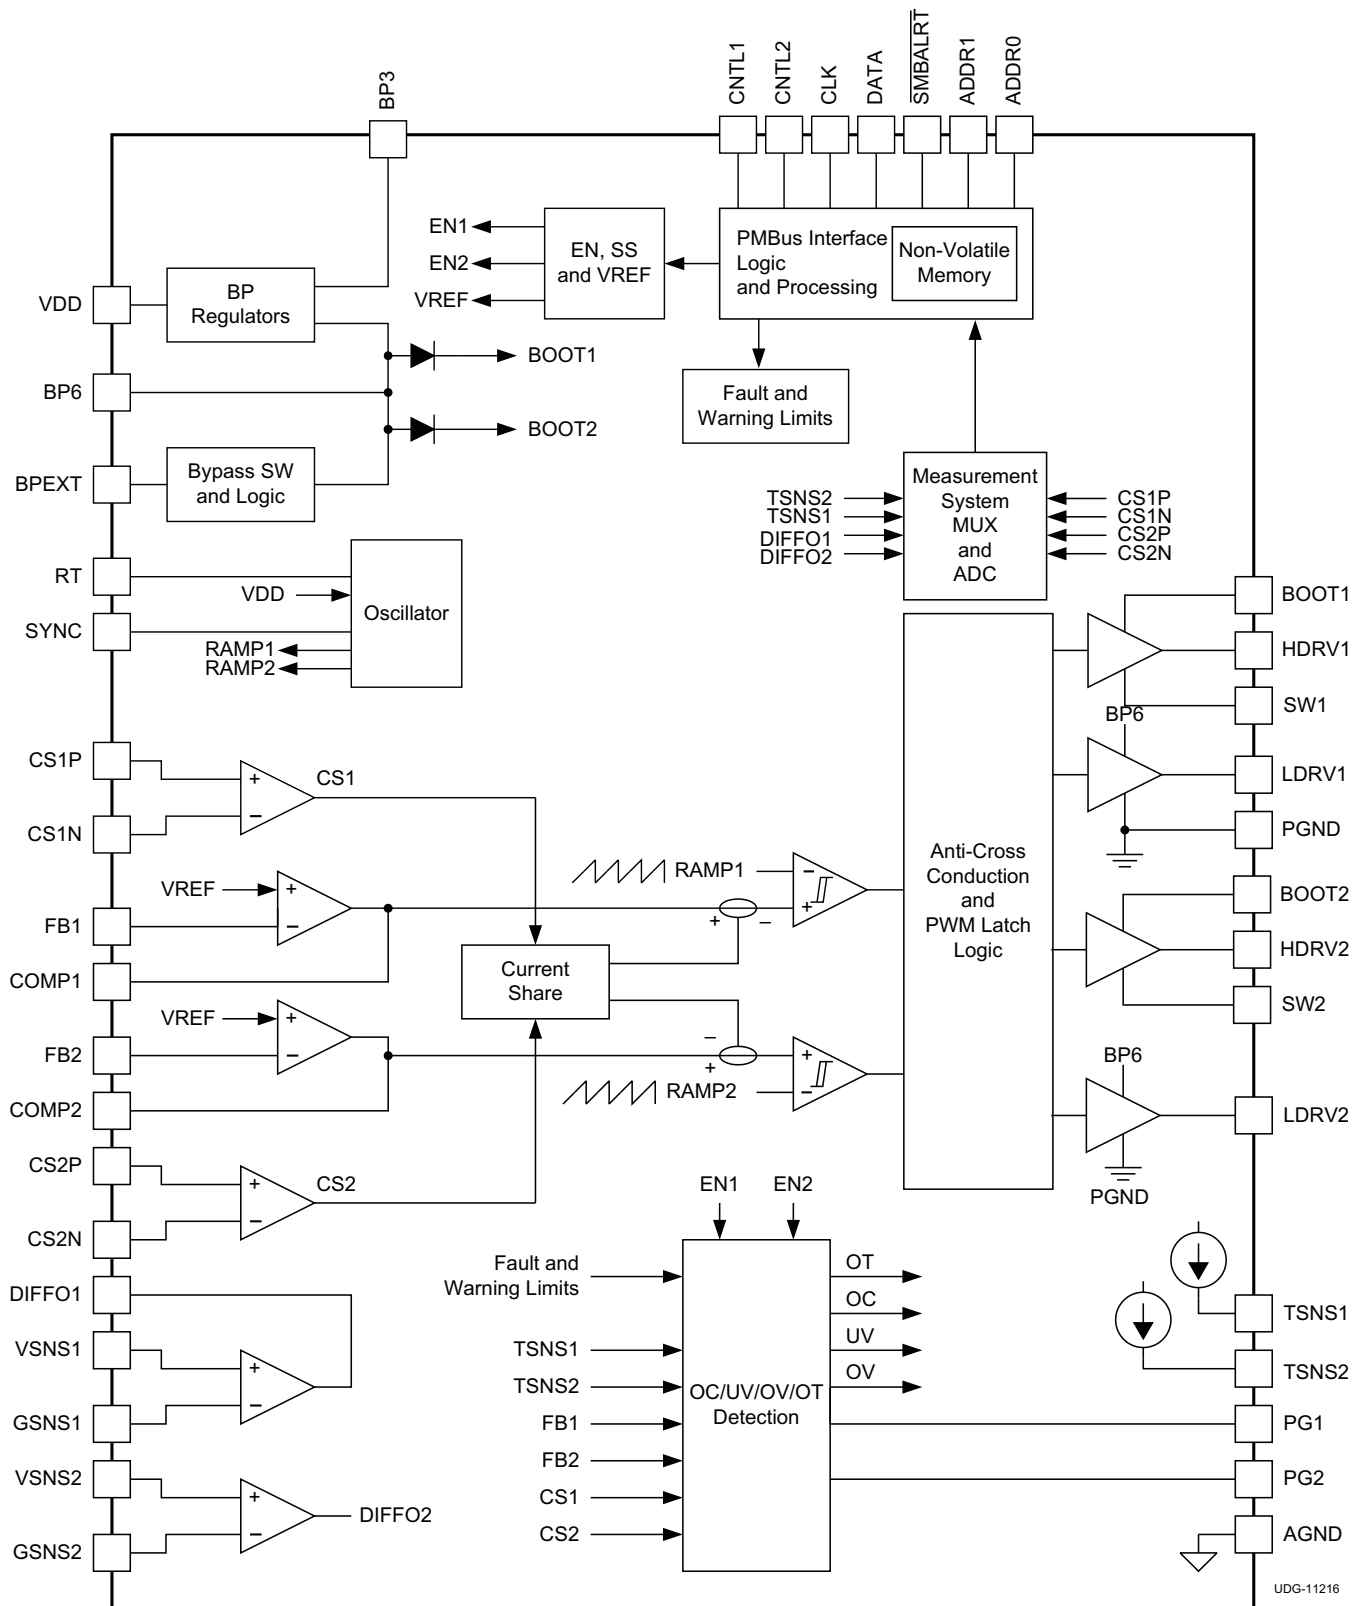 BP3
CNTL1
CNTL2
CLK
DATA
SMBALRT
ADDR1
ADDR0
VDD
BP6
BPEXT
RT
SYNC
CS1P
CS1N
FB1
COMP1
FB2
COMP2
CS2P
CS2N
DIFFO1
VSNS1
GSNS1
VSNS2
GSNS2
BP
Regulators
Bypass SW
and Logic
BOOT1
BOOT2
EN1
EN2
VREF
EN, SS
and VREF
PMBus Interface
Logic
and Processing
Non-Volatile
Memory
Fault and
Warning Limits
TSNS2
TSNS1
DIFFO1
DIFFO2
Measurement
System
MUX
and
ADC
CS1P
CS1N
CS2P
CS2N
VDD
RAMP1
RAMP2
Oscillator
+
−
CS1
VREF
+
−
VREF
+
−
+
−
CS2
Current
Share
RAMP1
+ −
−
+
−
+
RAMP2
+
−
Anti-Cross
Conduction
and
PWM Latch
Logic
BP6
BP6
PGND
BOOT1
HDRV1
SW1
LDRV1
PGND
BOOT2
HDRV2
SW2
LDRV2
TSNS1
TSNS2
PG1
PG2
AGND
+
−
+
−
DIFFO2
EN1
EN2
Fault and
Warning Limits
TSNS1
TSNS2
FB1
FB2
CS1
CS2
OC/UV/OV/OT
Detection
OT
OC
UV
OV
UDG-11216